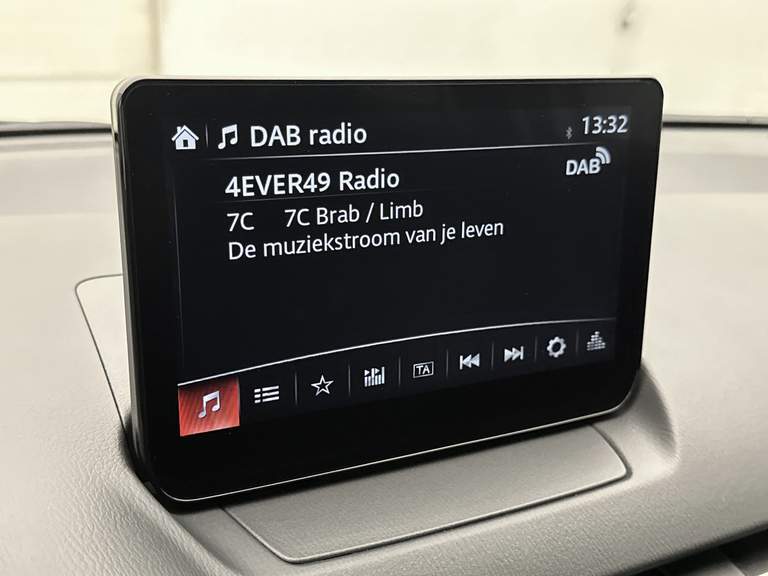 DAB radio 13:32
4EVER49 Radio DAB
7C 7C Brab / Limb
De muziekstroom van je leven
TA